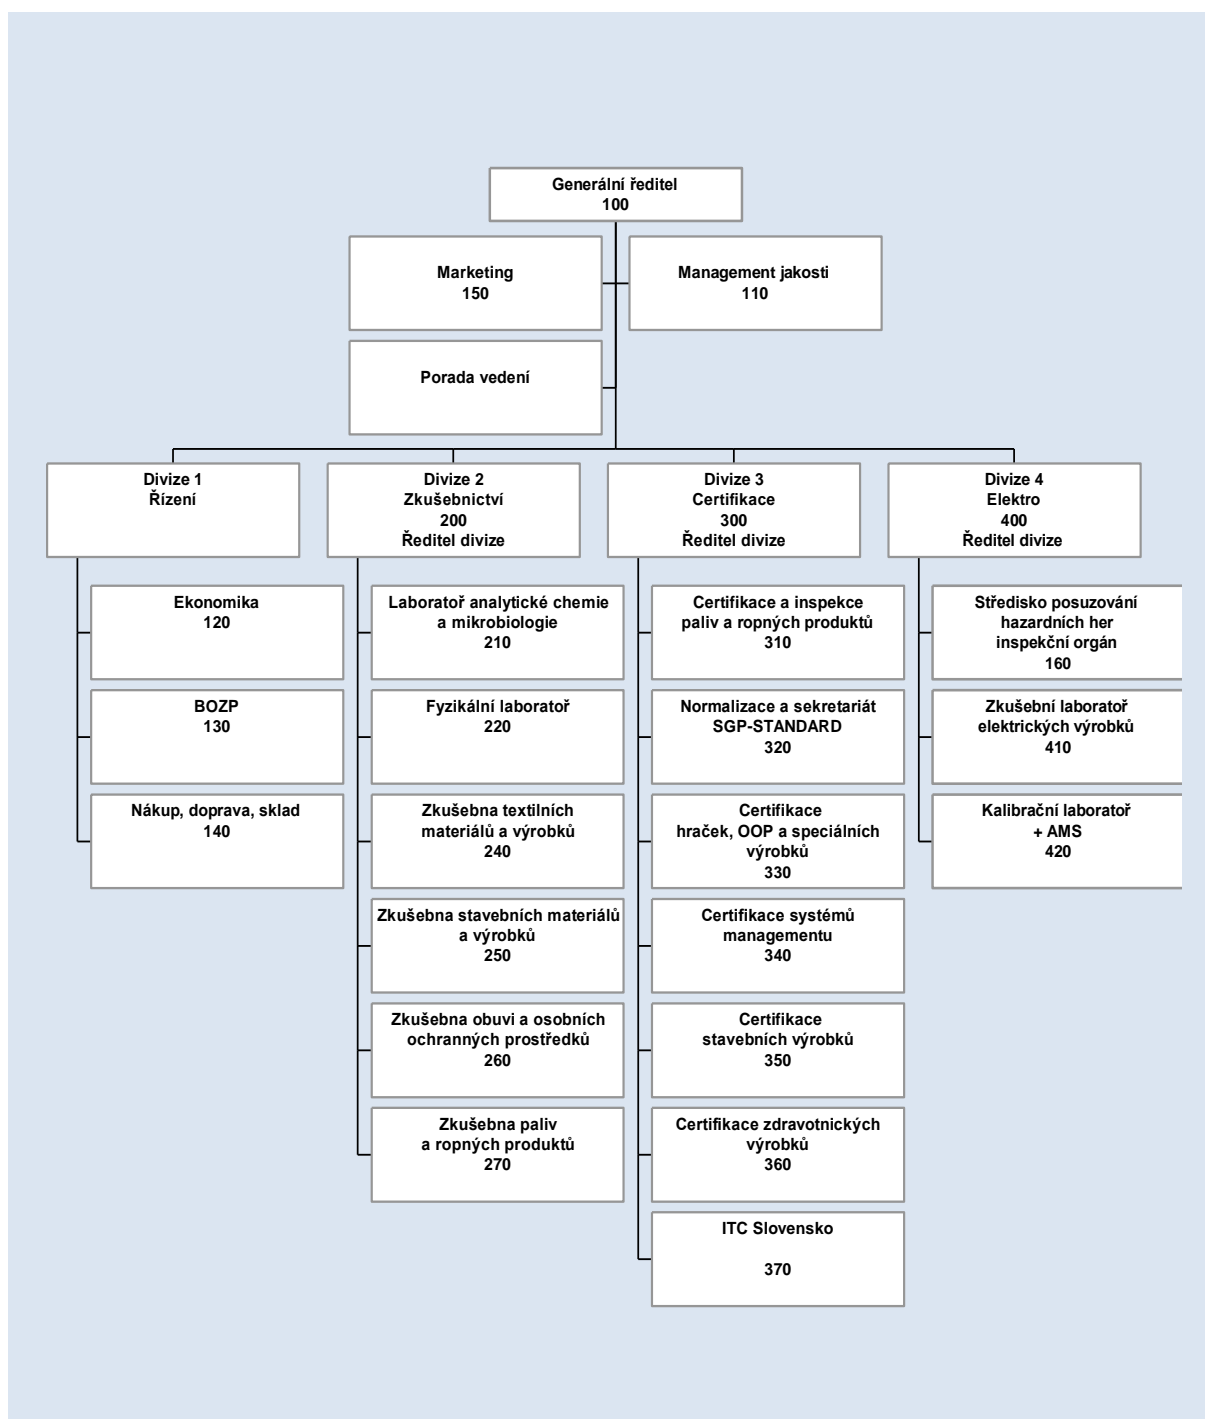 Generální ředitel
100
Marketing
150
Management jakosti
110
Porada vedení
Divize 1
Řízení
Divize 2
Zkušebnictví
200
Ředitel divize
Divize 3
Certifikace
300
Ředitel divize
Divize 4
Elektro
400
Ředitel divize
Ekonomika
120
BOZP
130
Nákup, doprava, sklad
140
Laboratoř analytické chemie
a mikrobiologie
210
Fyzikální laboratoř
220
Zkušebna textilních
materiálů a výrobků
240
Zkušebna stavebních materiálů
a výrobků
250
Zkušebna obuvi a osobních
ochranných prostředků
260
Zkušebna paliv
a ropných produktů
270
Certifikace a inspekce
paliv a ropných produktů
310
Normalizace a sekretariát
SGP-STANDARD
320
Certifikace
hraček, OOP a speciálních
výrobků
330
Certifikace systémů
managementu
340
Certifikace
stavebních výrobků
350
Certifikace zdravotnických
výrobků
360
ITC Slovensko
370
Středisko posuzování
hazardních her
inspekční orgán
160
Zkušební laboratoř
elektrických výrobků
410
Kalibrační laboratoř
+ AMS
420